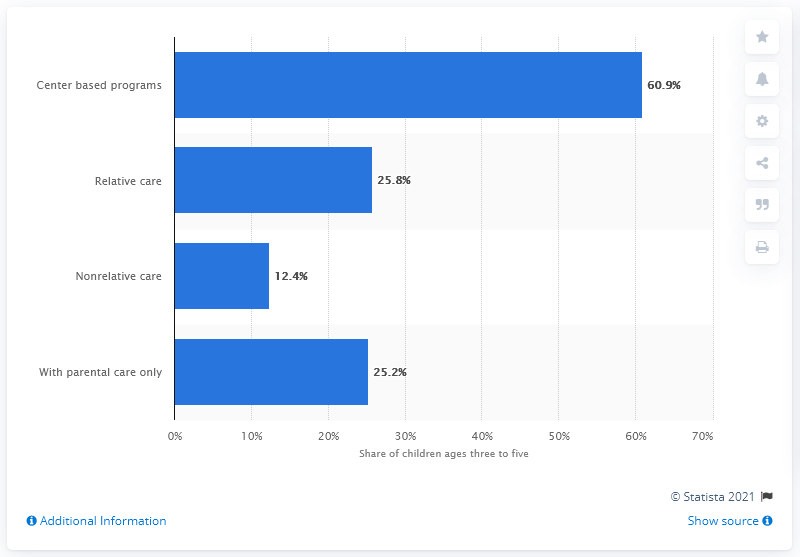 Center based programs
60.9%
Relative care
25.8%
Nonrelative care
12.4%
With parental care only
25.2%
0% 10% 20% 30% 40% 50% 60% 70%
Share of children ages three to five
© Statista 2021
Additional Information
Show source